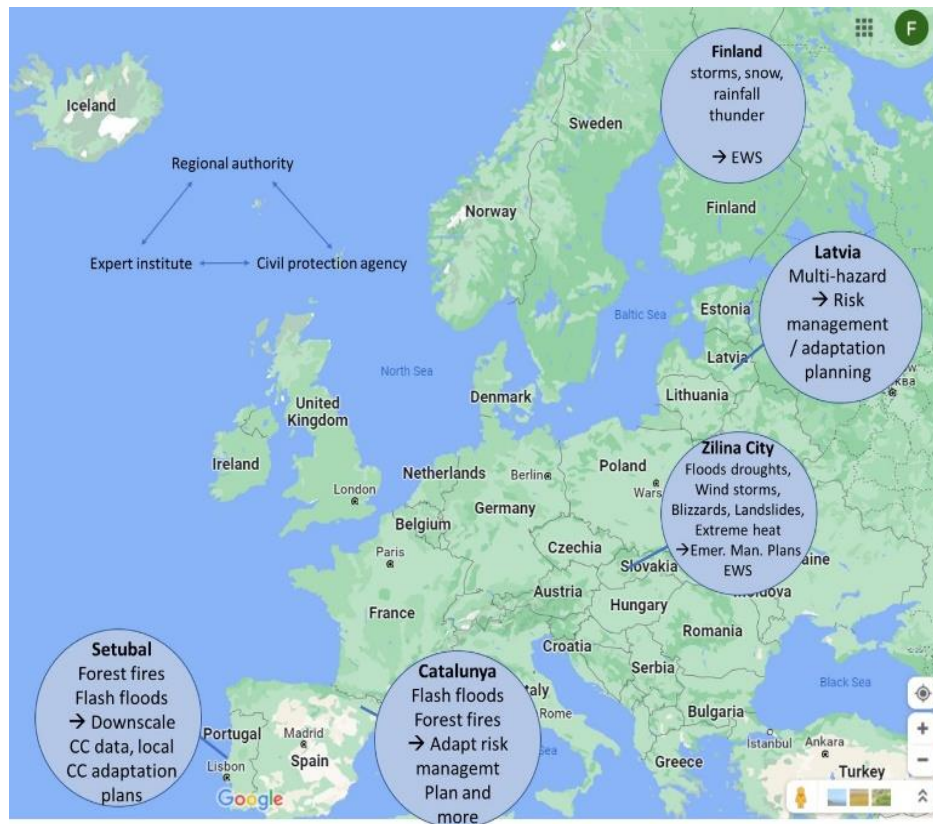 F
Finland
storms, snow,
rainfall
thunder
→ EWS
Iceland
Sweden
Regional authority
Norway
Finland
Expert institute
Civil protection agency
Latvia
Multi-hazard
→ Risk
management
/ adaptation
planning
Estonia
Baltic Sea
Latvia
North Sea
Denmark
Lithuania
United
Kingdom
Ireland
Zilina City
Floods droughts,
Wind storms,
Blizzards, Landslides,
Extreme heat
→Emer. Man. Plans
EWS
Netherlands
Berlin
Poland
London
Germany
Belgium
Czechia
Paris
Slovakia
Austria
France
Hungary
Romania
Croatia
Setubal
Forest fires
Flash floods
→ Downscale
CC data, local
CC adaptation
plans
Catalunya
Flash floods
Forest fires
→ Adapt risk
managemt
Plan and
more
Serbia
Black Sea
Rome
Bulgaria
Portugal
Madrid
Spain
Istanbul
Ankara
Lisbon
Greece
Turkey
Google